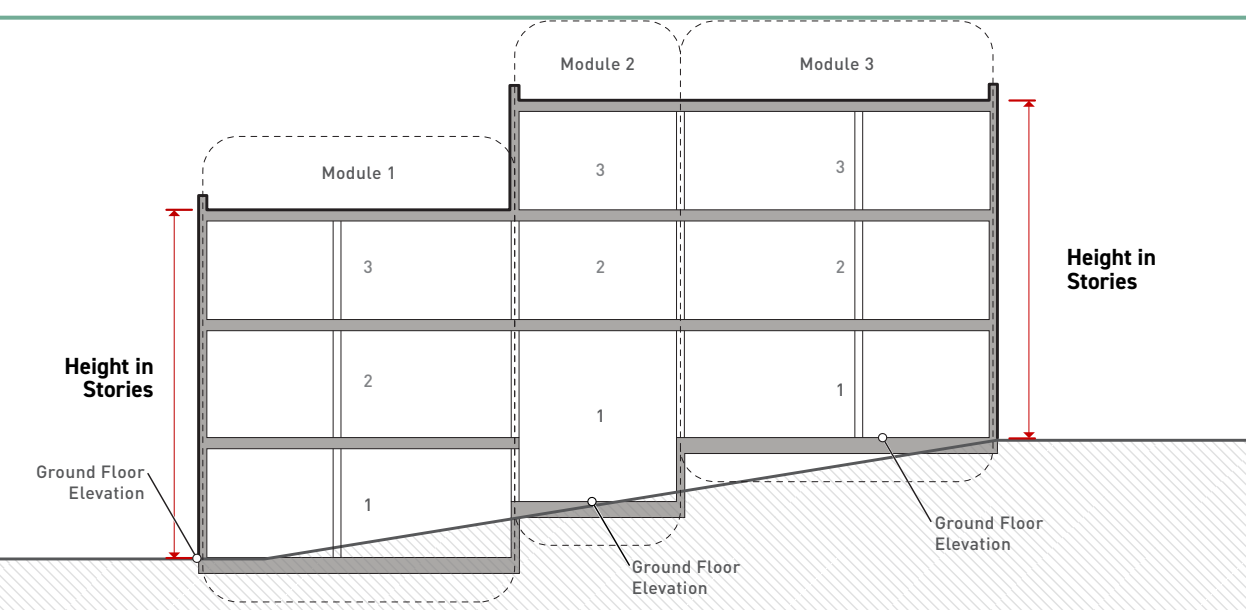 Module 2
Module 3
Module 1
3
3
3
2
2
Height in
Stories
Height in
Stories
2
1
1
Ground Floor
Elevation
1
Ground Floor
Elevation
Ground Floor
Elevation